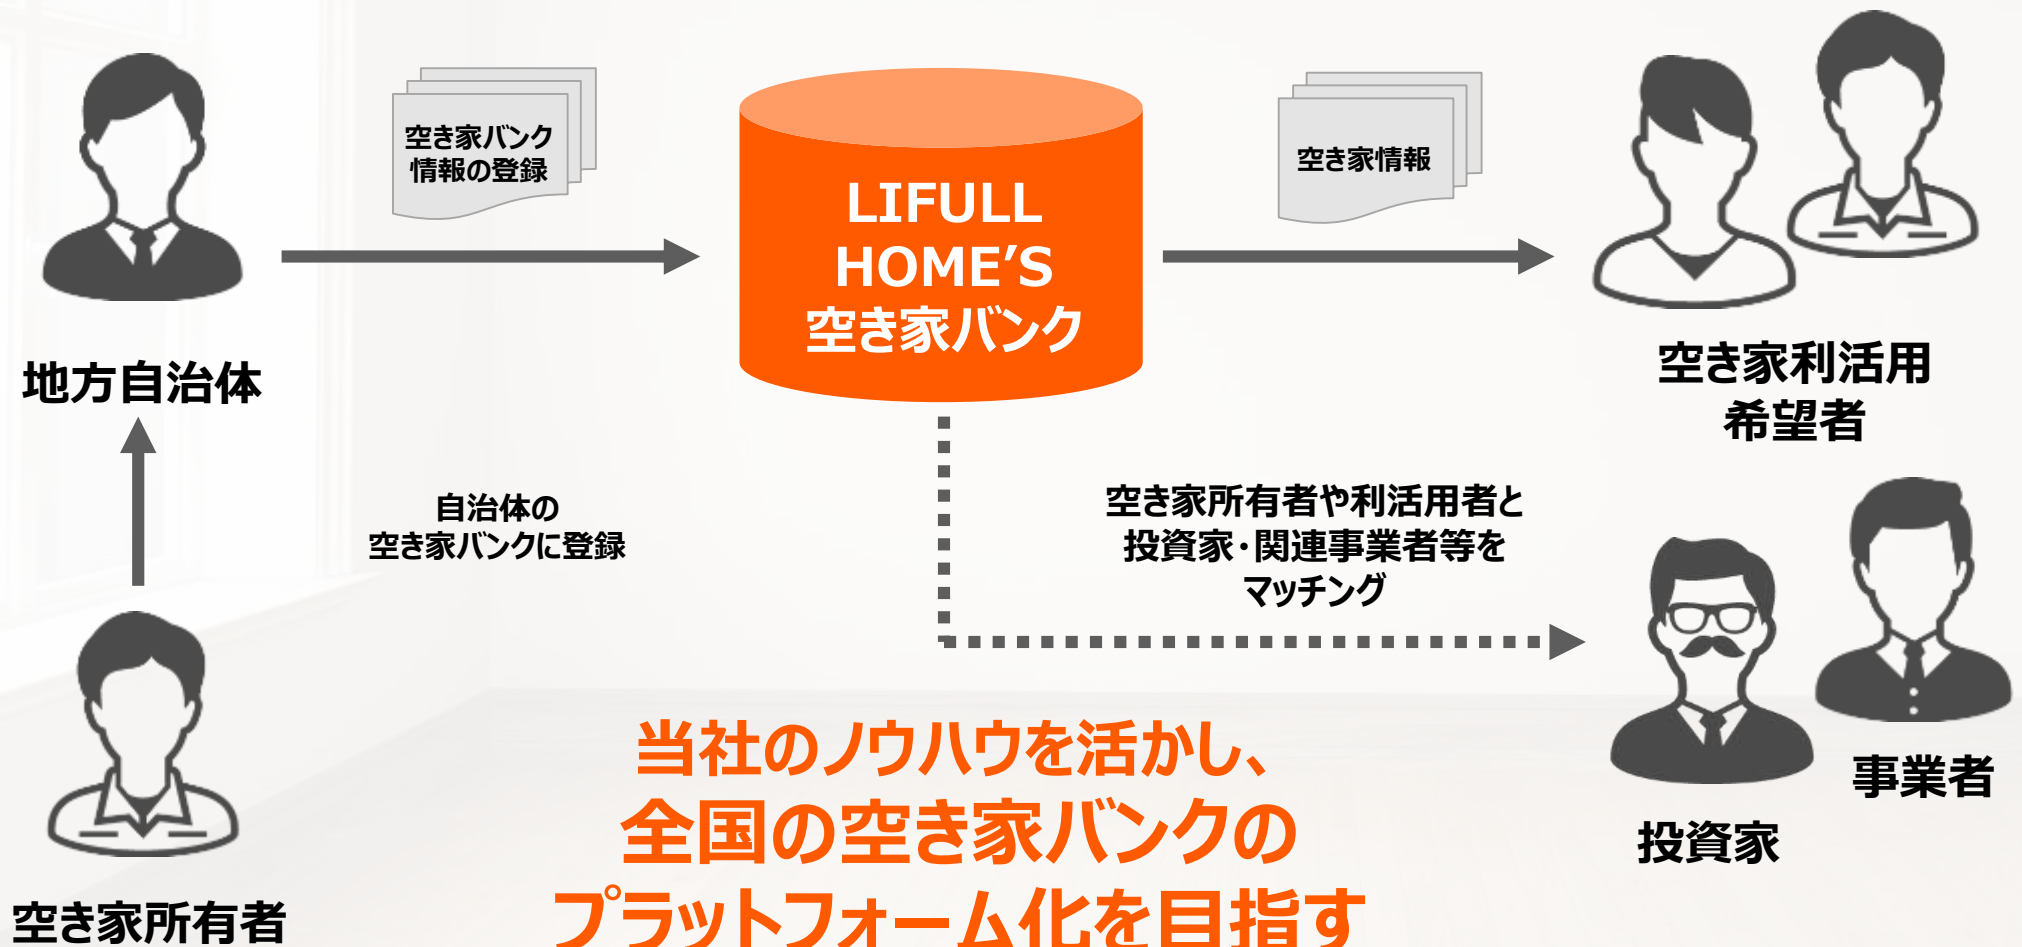 空き家バンク
情報の登録
LIFULL
HOME'S
空き家バンク
空き家情報
地方自治体
空き家利活用
希望者
自治体の
空き家バンクに登録
空き家所有者や利活用者と
投資家・関連事業者等を
マッチング
空き家所有者
投資家
事業者
当社のノウハウを活かし、
全国の空き家バンクの
プラットフォーム化を目指す